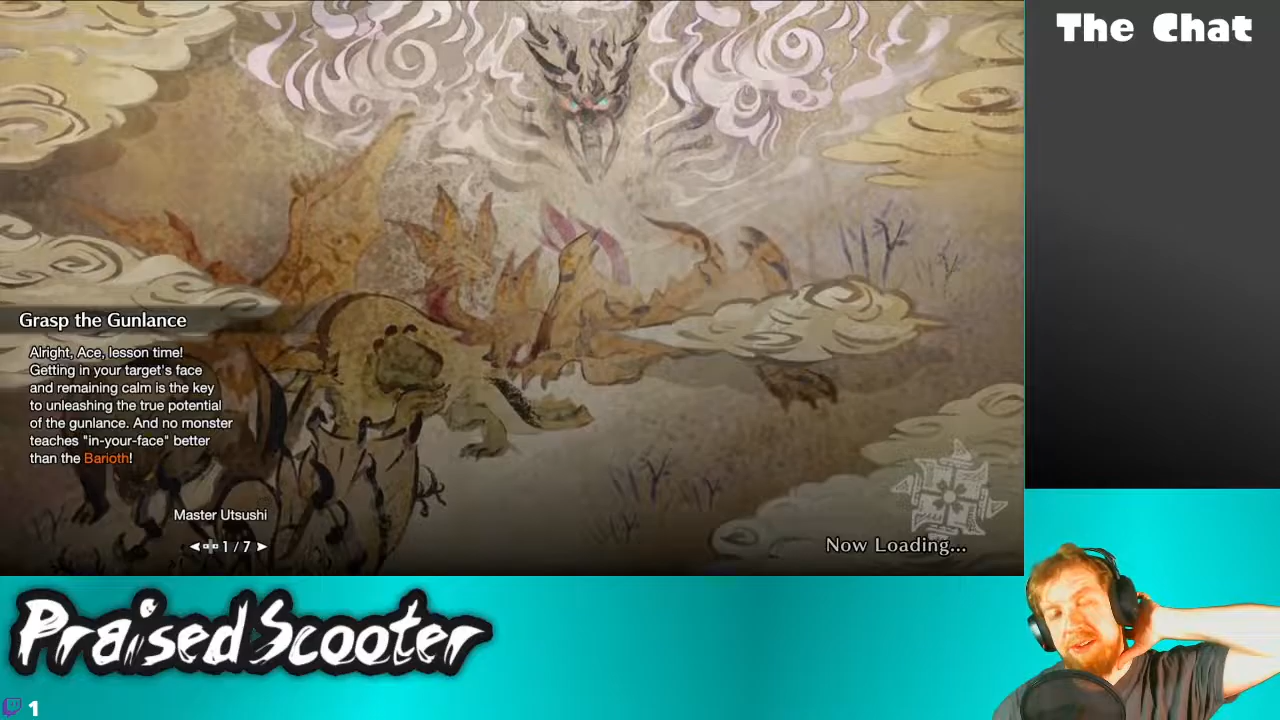 The Chat
Grasp the Gunlance
Alright, Ace, lesson time!
Getting in your target's face
and remaining calm is the key
to unleashing the true potential
of the gunlance. And no monster
teaches "in-your-face" better
than the Barioth!
Master Utsushi
1 / 7
Now Loading...
PraisedScooter
1